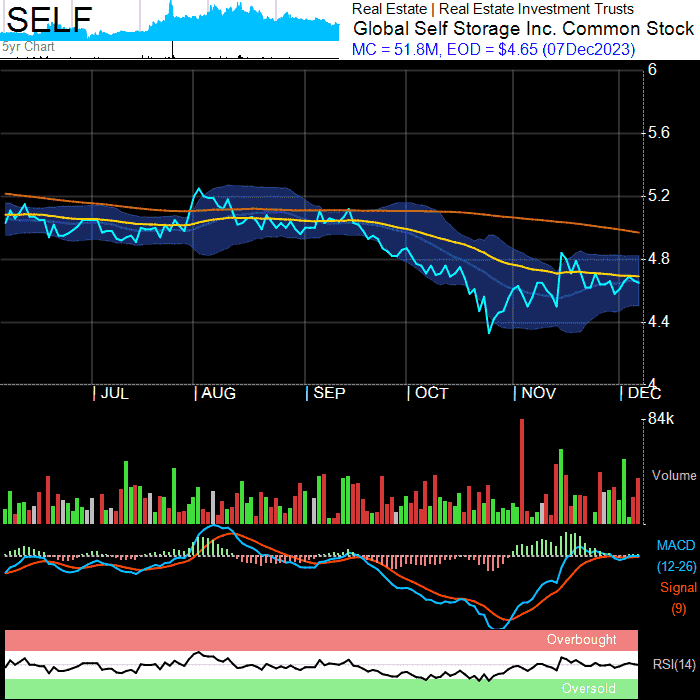 SELF
5yr Chart
Real Estate | Real Estate Investment Trusts
Global Self Storage Inc. Common Stock
MC = 51.8M, EOD = $4.65 (07Dec2023)
6
5.6
5.2
4.8
4.4
4
JUL AUG SEP OCT NOV DEC
84k
Volume
MACD
(12-26)
Signal
(9)
Overbought
RSI(14)
Oversold